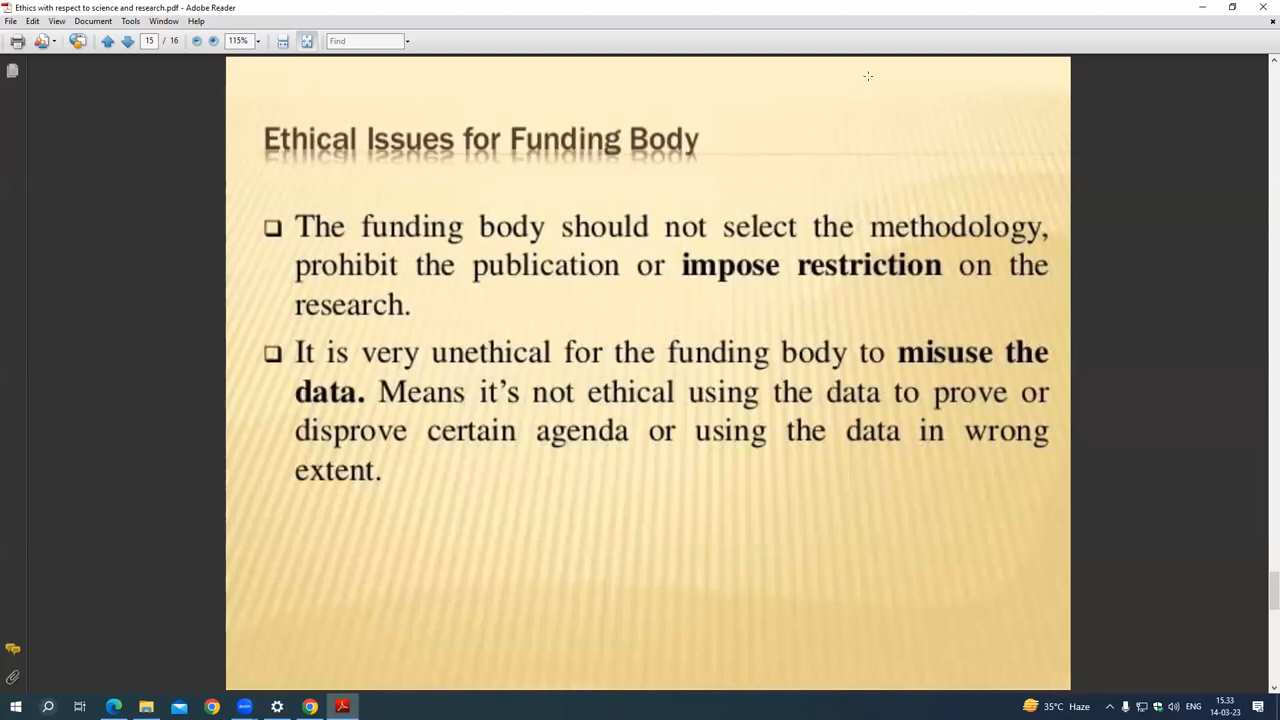 Ethics with respect to science and research.pdf - Adobe Reader
File Edit View Document Tools Window Help
15 / 16 115% Find
Ethical Issues for Funding Body
The funding body should not select the methodology,
prohibit the publication or impose restriction on the
research.
It is very unethical for the funding body to misuse the
data. Means it’s not ethical using the data to prove or
disprove certain agenda or using the data in wrong
extent.
zoom
35°C Haze ENG 15.33
14-03-23